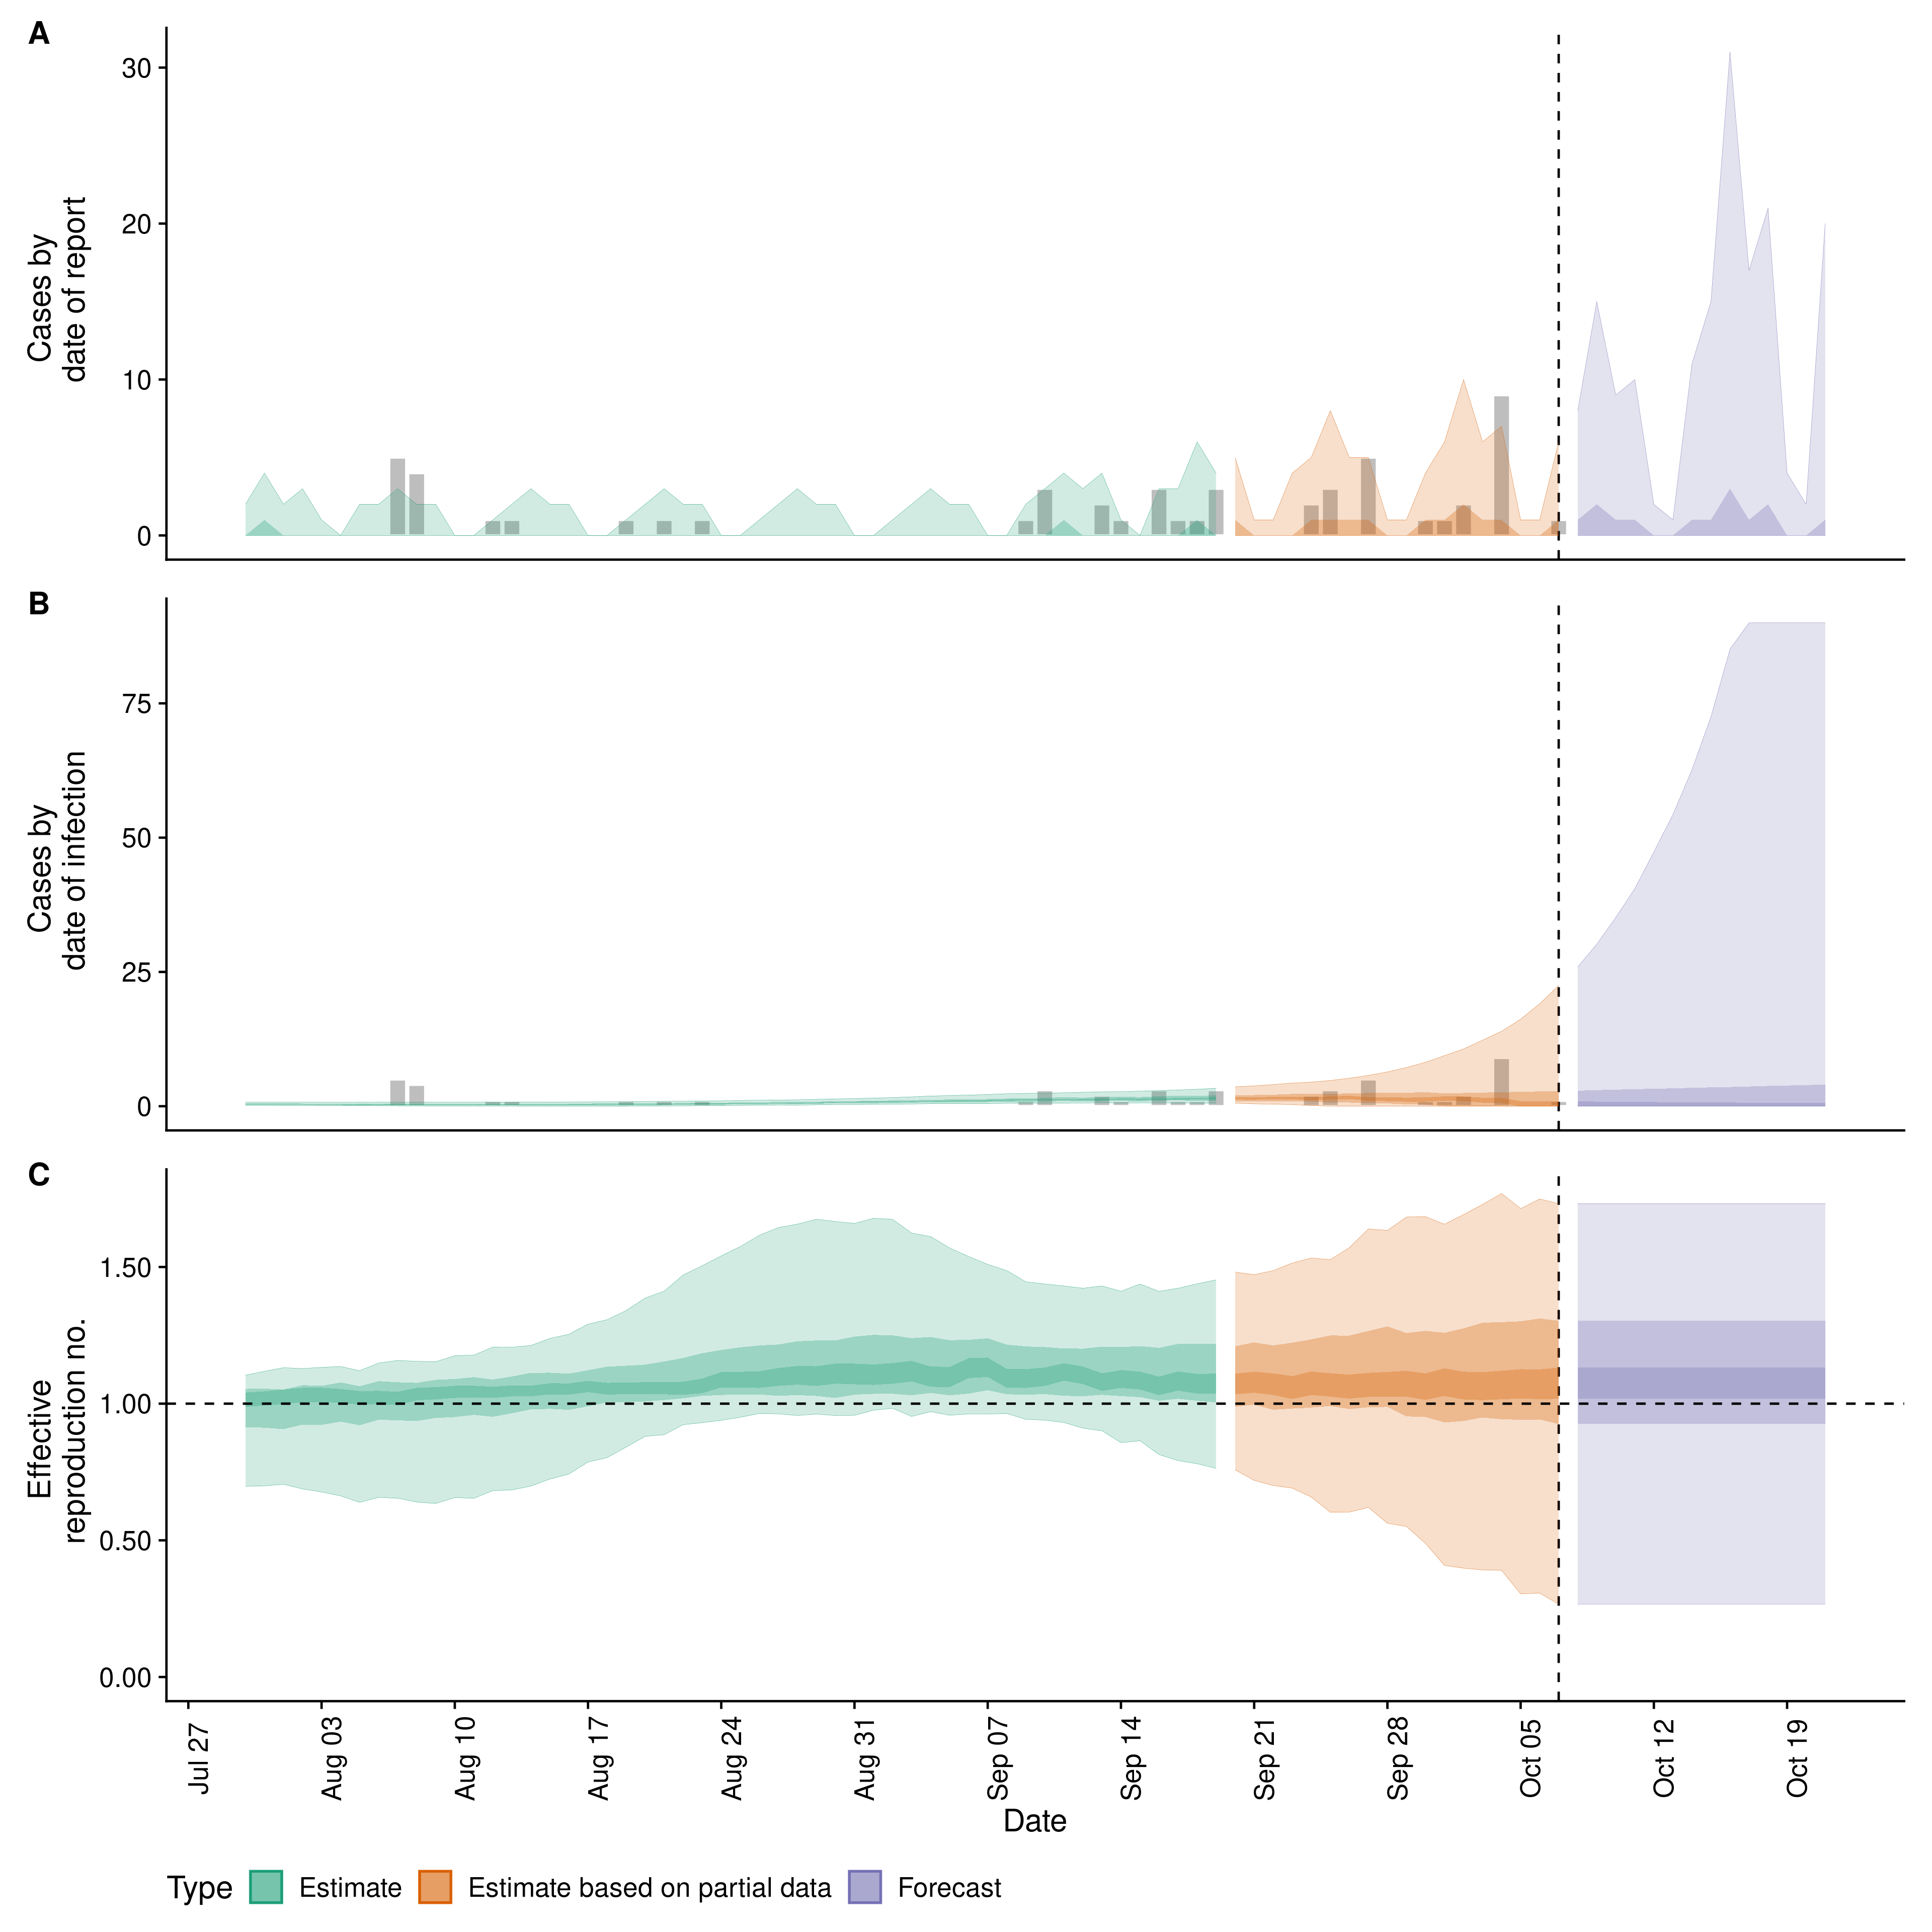 A
Cases by
date of report
30
20
10
0
B
Cases by
date of infection
75
50
25
0
C
Effective
reproduction no.
1.50
1.00
0.50
0.00
Jul 27
Aug 03
Aug 10
Aug 17
Aug 24
Aug 31
Sep 07
Sep 14
Sep 21
Sep 28
Oct 05
Oct 12
Oct 19
Date
Type
Estimate
Estimate based on partial data
Forecast